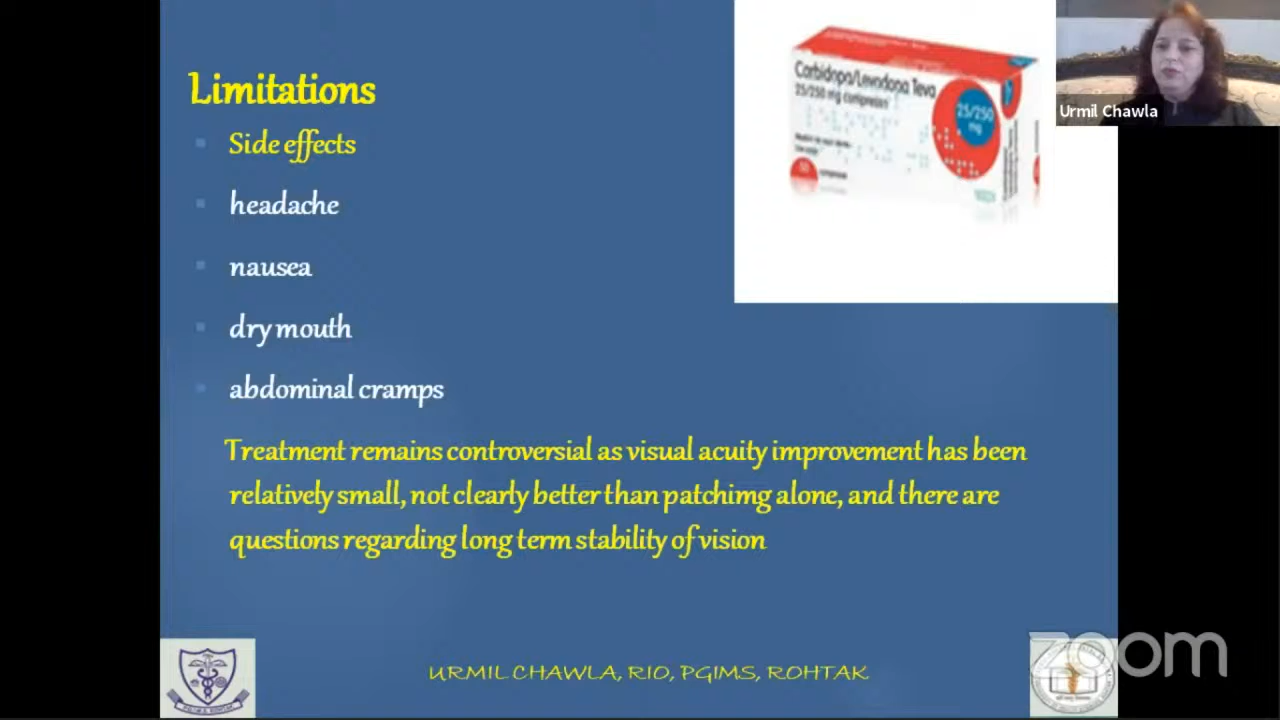 Limitations
Side effects
headache
nausea
dry mouth
abdominal cramps
Treatment remains controversial as visual acuity improvement has been
relatively small, not clearly better than patchimg alone, and there are
questions regarding long term stability of vision
URMIL CHAWLA, RIO, PGIMS, ROHTAK
Carbidopa/Levodopa Teva
25/250 mg
25/250
mg
50
Urmil Chawla
zoom